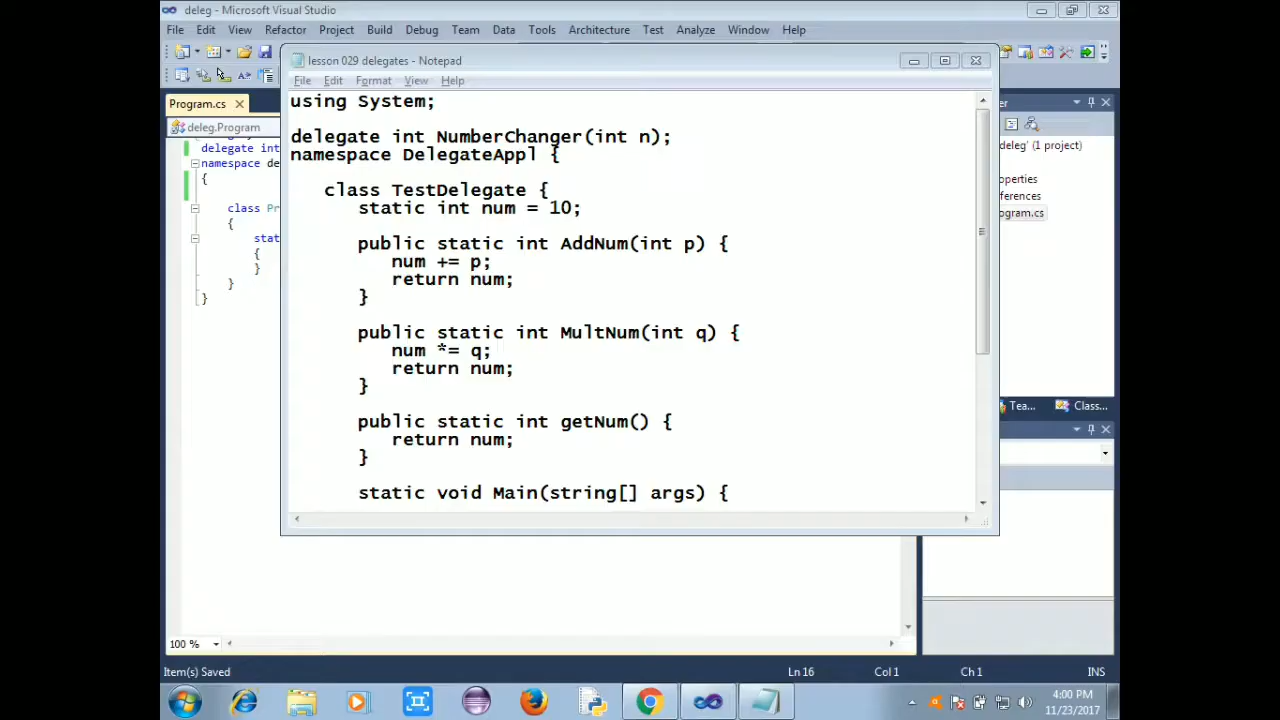 deleg - Microsoft Visual Studio
File Edit View Refactor Project Build Debug Team Data Tools Architecture Test Analyze Window Help
lesson 029 delegates - Notepad
File Edit Format View Help
using System;
delegate int NumberChanger(int n);
namespace DelegateAppl {
class TestDelegate {
static int num = 10;
public static int AddNum(int p) {
num += p;
return num;
}
public static int MultNum(int q) {
num *= q;
return num;
}
public static int getNum() {
return num;
}
static void Main(string[] args) {
Program.cs
deleg.Program
delegate int
namespace de
{
class Pr
{
stat
{
}
}
}
er
deleg' (1 project)
operties
ferences
ogram.cs
Tea... Class...
100 %
Item(s) Saved Ln 16 Col 1 Ch 1 INS
4:00 PM
11/23/2017